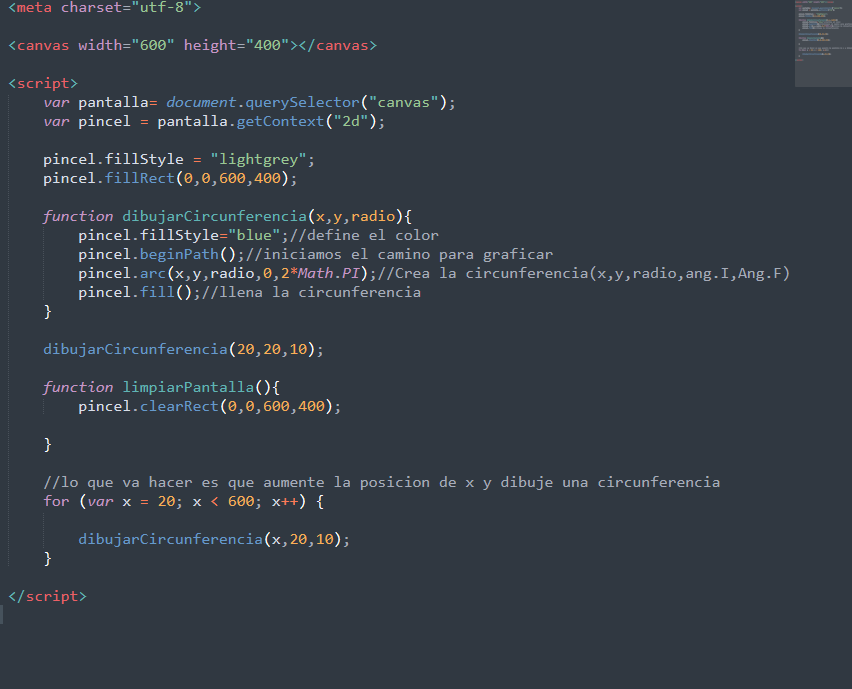 <meta charset="utf-8">
<canvas width="600" height="400"></canvas>
<script>
var pantalla= document.querySelector("canvas");
var pincel = pantalla.getContext("2d");
pincel.fillStyle = "lightgrey";
pincel.fillRect(0,0,600,400);
function dibujarCircunferencia(x,y,radio){
pincel.fillStyle="blue";//define el color
pincel.beginPath();//iniciamos el camino para graficar
pincel.arc(x,y,radio,0,2*Math.PI);//Crea la circunferencia(x,y,radio,ang.I,Ang.F)
pincel.fill();//llena la circunferencia
}
dibujarCircunferencia(20,20,10);
function limpiarPantalla(){
pincel.clearRect(0,0,600,400);
}
//lo que va hacer es que aumente la posicion de x y dibuje una circunferencia
for (var x = 20; x < 600; x++) {
dibujarCircunferencia(x,20,10);
}
</script>